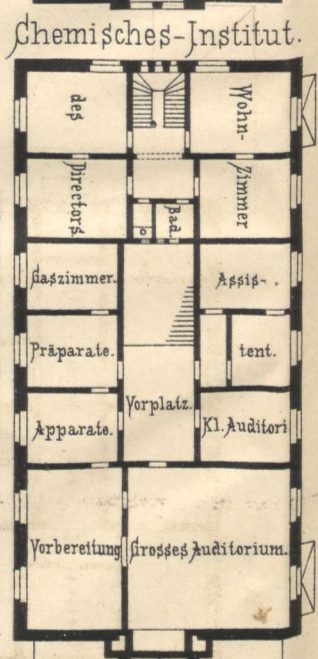 Chemisches-Institut.
des
Wohn-
Directors.
Zimmer
Bad.
Gaszimmer.
Assis-
Präparate.
tent.
Vorplatz.
Apparate.
Kl. Auditori
Vorbereitung
Grosses Auditorium.